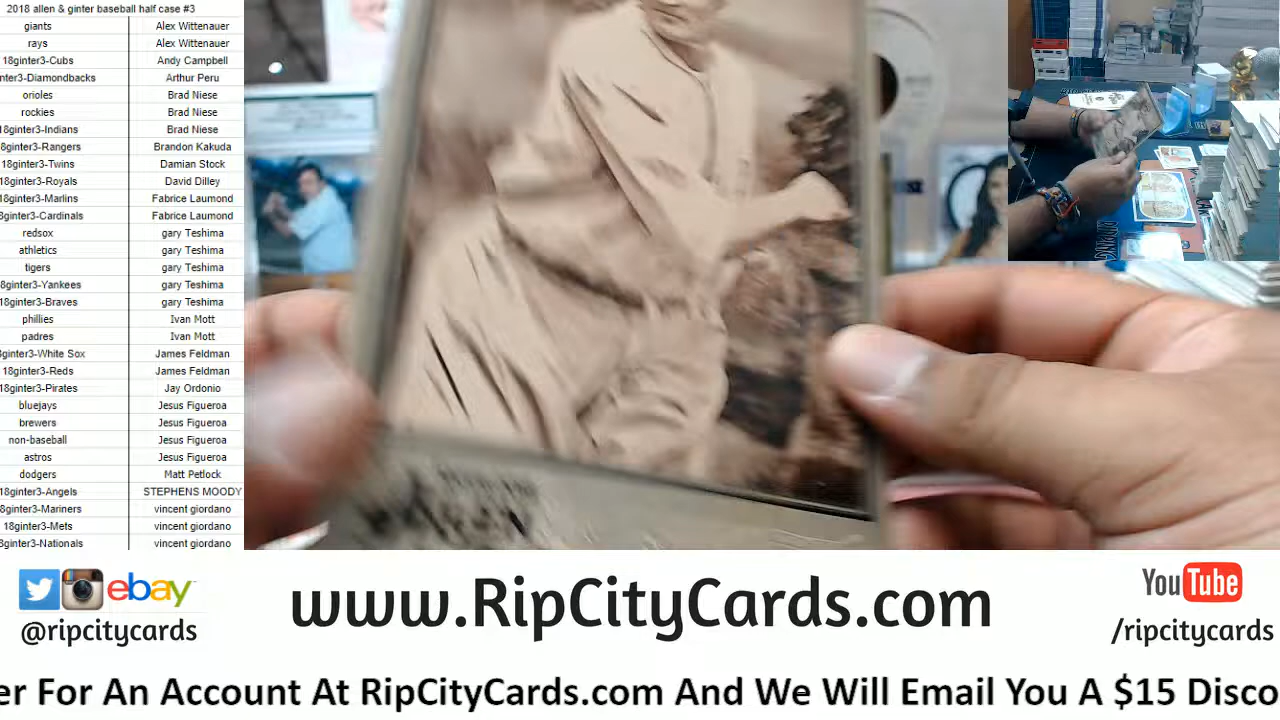 2018 allen & ginter baseball half case #3
giants Alex Wittenauer
rays Alex Wittenauer
18ginter3-Cubs Andy Campbell
nter3-Diamondbacks Arthur Peru
orioles Brad Niese
rockies Brad Niese
18ginter3-Indians Brad Niese
18ginter3-Rangers Brandon Kakuda
18ginter3-Twins Damian Stock
18ginter3-Royals David Dilley
18ginter3-Marlins Fabrice Laumond
8ginter3-Cardinals Fabrice Laumond
redsox gary Teshima
athletics gary Teshima
tigers gary Teshima
8ginter3-Yankees gary Teshima
18ginter3-Braves gary Teshima
phillies Ivan Mott
padres Ivan Mott
8ginter3-White Sox James Feldman
18ginter3-Reds James Feldman
18ginter3-Pirates Jay Ordonio
bluejays Jesus Figueroa
brewers Jesus Figueroa
non-baseball Jesus Figueroa
astros Jesus Figueroa
dodgers Matt Petlock
18ginter3-Angels STEPHENS MOODY
8ginter3-Mariners vincent giordano
18ginter3-Mets vincent giordano
8ginter3-Nationals vincent giordano
ebay
@ripcitycards
www.RipCityCards.com
YouTube
/ripcitycards
er For An Account At RipCityCards.com And We Will Email You A $15 Disco